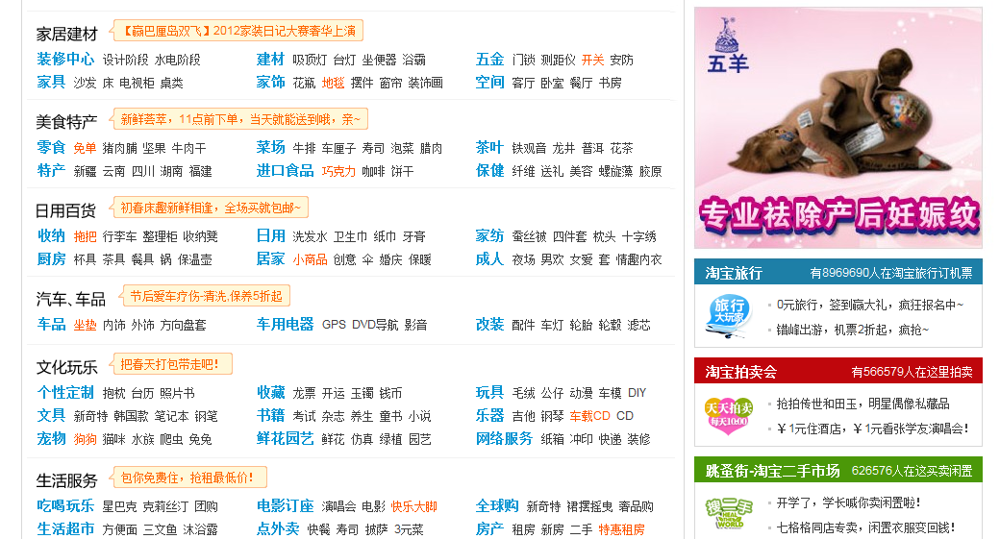 家居建材 【赢巴厘岛双飞】2012家装日记大赛奢华上演
装修中心 设计阶段 水电阶段
建材 吸顶灯 台灯 坐便器 浴霸
五金 门锁 测距仪 开关 安防
家具 沙发 床 电视柜 桌类
家饰 花瓶 地毯 摆件 窗帘 装饰画
空间 客厅 卧室 餐厅 书房
美食特产 新鲜荟萃，11点前下单，当天就能送到哦，亲~
零食 免单 猪肉脯 坚果 牛肉干
菜场 牛排 车厘子 寿司 泡菜 腊肉
茶叶 铁观音 龙井 普洱 花茶
特产 新疆 云南 四川 湖南 福建
进口食品 巧克力 咖啡 饼干
保健 纤维 送礼 美容 螺旋藻 胶原
日用百货 初春床趣新鲜相逢，全场买就包邮~
收纳 拖把 行李车 整理柜 收纳凳
日用 洗发水 卫生巾 纸巾 牙膏
家纺 蚕丝被 四件套 枕头 十字绣
厨房 杯具 茶具 餐具 锅 保温壶
居家 小商品 创意 伞 婚庆 保暖
成人 夜场 男欢 女爱 套 情趣内衣
汽车、车品 节后爱车疗伤-清洗,保养5折起
车品 坐垫 内饰 外饰 方向盘套
车用电器 GPS DVD导航 影音
改装 配件 车灯 轮胎 轮毂 滤芯
文化玩乐 把春天打包带走吧！
个性定制 抱枕 台历 照片书
收藏 龙票 开运 玉镯 钱币
玩具 毛绒 公仔 动漫 车模 DIY
文具 新奇特 韩国款 笔记本 钢笔
书籍 考试 杂志 养生 童书 小说
乐器 吉他 钢琴 车载CD CD
宠物 狗狗 猫咪 水族 爬虫 兔兔
鲜花园艺 鲜花 仿真 绿植 园艺
网络服务 纸箱 冲印 快递 装修
生活服务 包你免费住，抢租最低价！
吃喝玩乐 星巴克 克莉丝汀 团购
电影订座 演唱会 电影 快乐大脚
全球购 新奇特 裙摆摇曳 奢品购
生活超市 方便面 三文鱼 沐浴露
点外卖 快餐 寿司 披萨 3元菜
房产 租房 新房 二手 特惠租房
五羊
专业祛除产后妊娠纹
淘宝旅行 有8969690人在淘宝旅行订机票
旅行
大玩家
0元旅行，签到赢大礼，疯狂报名中~
错峰出游，机票2折起，疯抢~
淘宝拍卖会 有566579人在这里拍卖
天天拍卖
每天10:00
抢拍传世和田玉，明星偶像私藏品
￥1元住酒店，￥1元看张学友演唱会！
跳蚤街-淘宝二手市场 626576人在这买卖闲置
搜二手
HEAL
THE
WORLD
开学了，学长喊你卖闲置啦！
七格格同店专卖，闲置衣服变回钱！